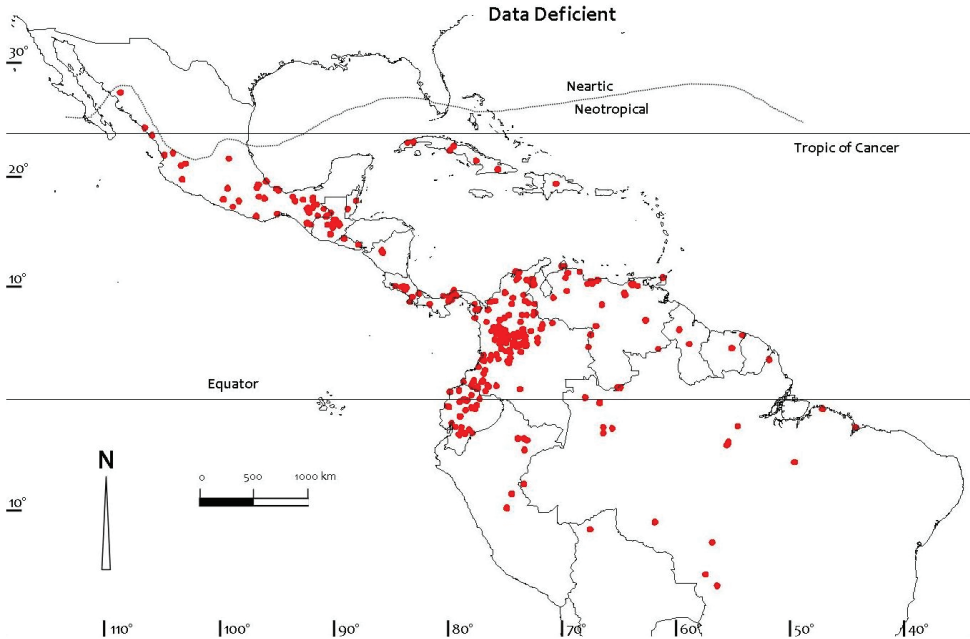 Data Deficient
30°
Neartic
Neotropical
Tropic of Cancer
20°
10°
Equator
N
0 500 1000 km
10°
110° 100° 90° 80° 70° 60° 50° 40°